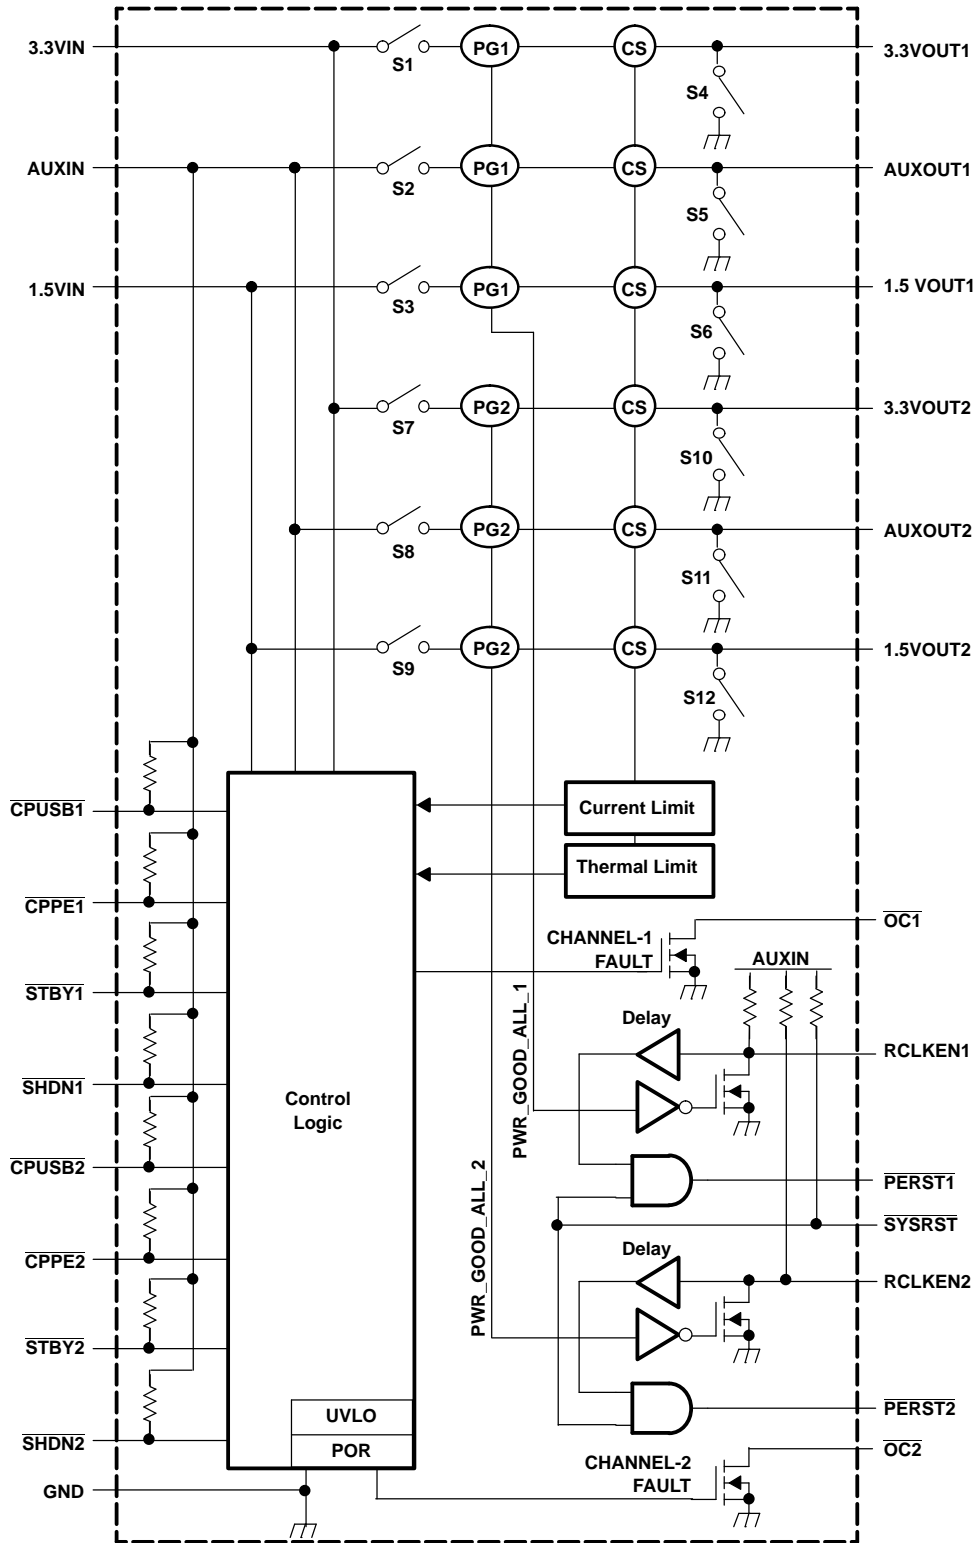 3.3VIN
S1
PG1
CS
3.3VOUT1
S4
AUXIN
S2
PG1
CS
AUXOUT1
S5
1.5VIN
S3
PG1
CS
1.5 VOUT1
S6
S7
PG2
CS
3.3VOUT2
S10
S8
PG2
CS
AUXOUT2
S11
S9
PG2
CS
1.5VOUT2
S12
CPUSB1
CPPE1
STBY1
SHDN1
CPUSB2
CPPE2
STBY2
SHDN2
GND
Control
Logic
UVLO
POR
Current Limit
Thermal Limit
CHANNEL-1
FAULT
OC1
AUXIN
PWR_GOOD_ALL_1
PWR_GOOD_ALL_2
Delay
RCLKEN1
PERST1
SYSRST
Delay
RCLKEN2
PERST2
CHANNEL-2
FAULT
OC2